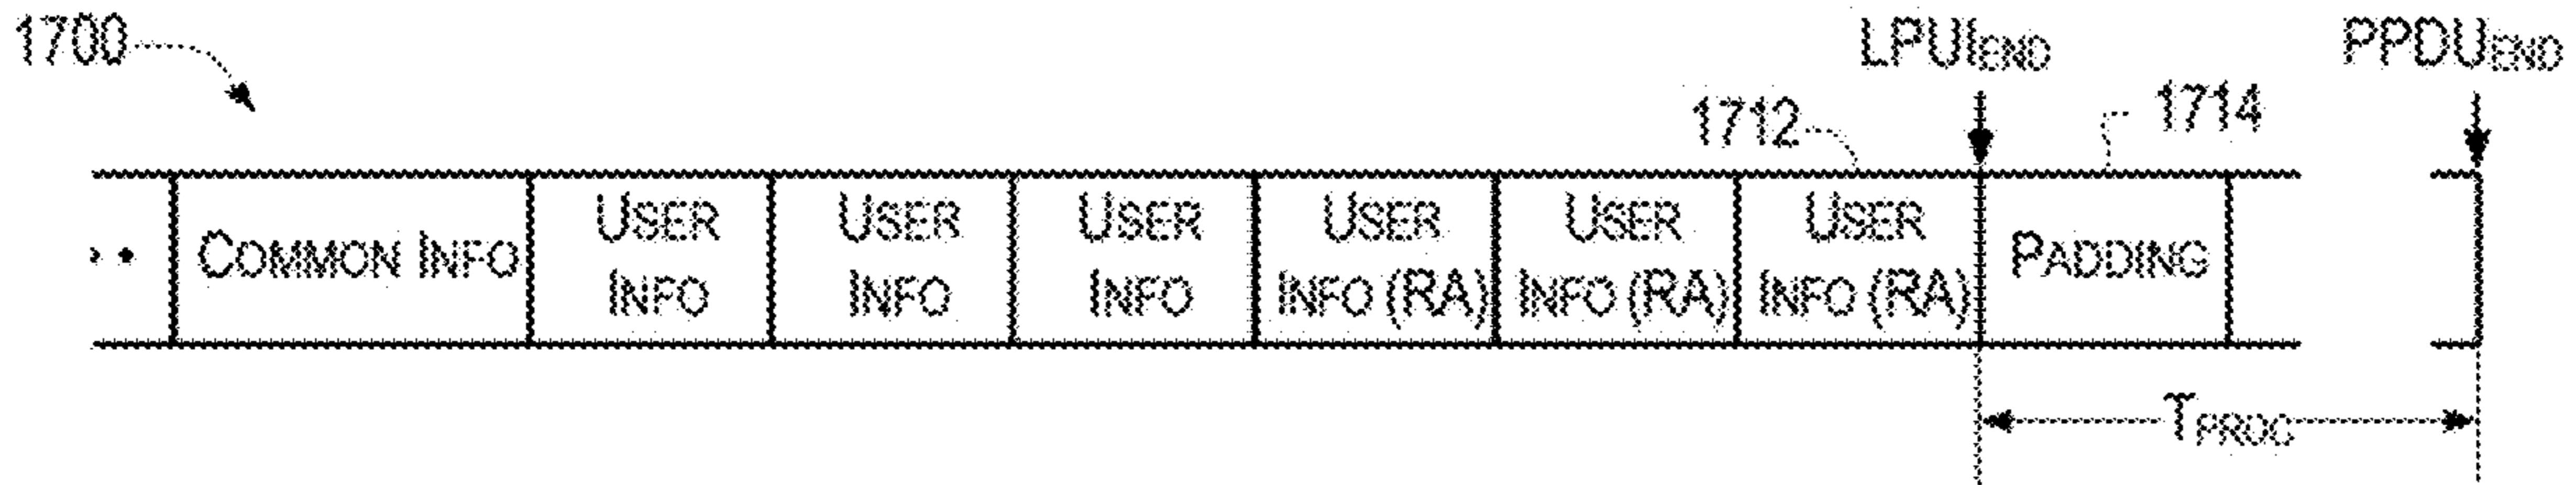 1700
LPUIEND
PPDUEND
1712
1714
COMMON INFO
USER
INFO
USER
INFO
USER
INFO
USER
INFO (RA)
USER
INFO (RA)
USER
INFO (RA)
PADDING
TPROC